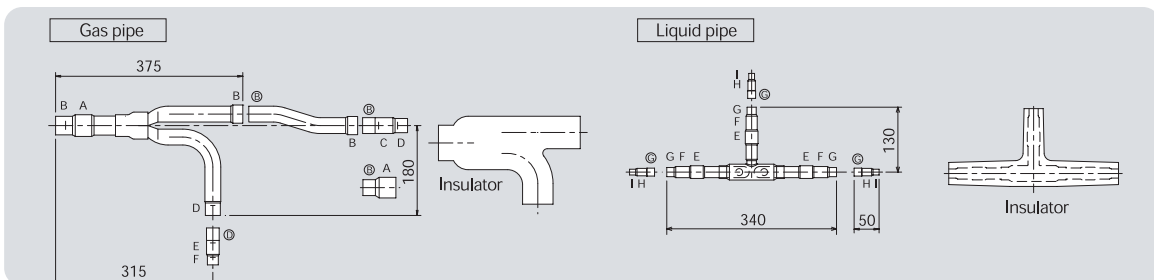 Gas pipe
375
B A B Ⓑ Ⓑ
B C D
180
Ⓑ A
D
Ⓓ
E
F
315
Insulator
Liquid pipe
I
H
Ⓖ
G
F
E
130
Ⓖ G F E E F G Ⓖ
I H H I
340
50
Insulator